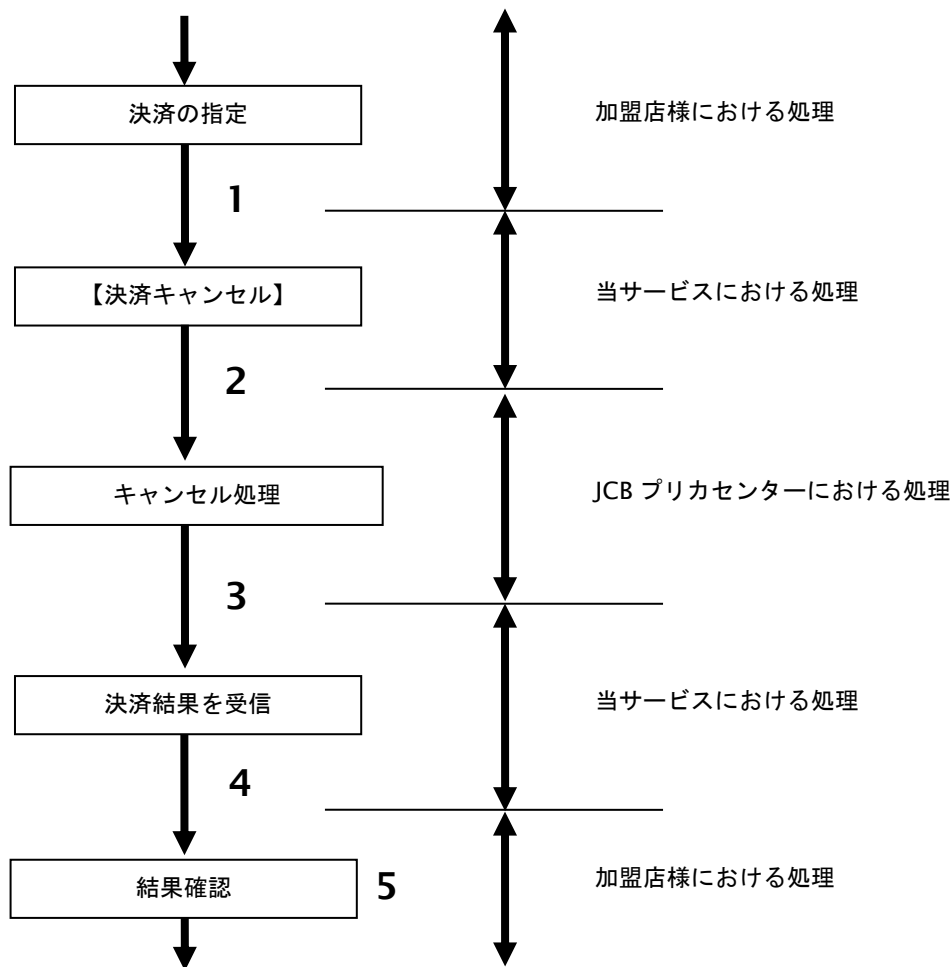 決済の指定
加盟店様における処理
1
【決済キャンセル】
当サービスにおける処理
2
キャンセル処理
JCB プリカセンターにおける処理
3
決済結果を受信
当サービスにおける処理
4
結果確認
5
加盟店様における処理